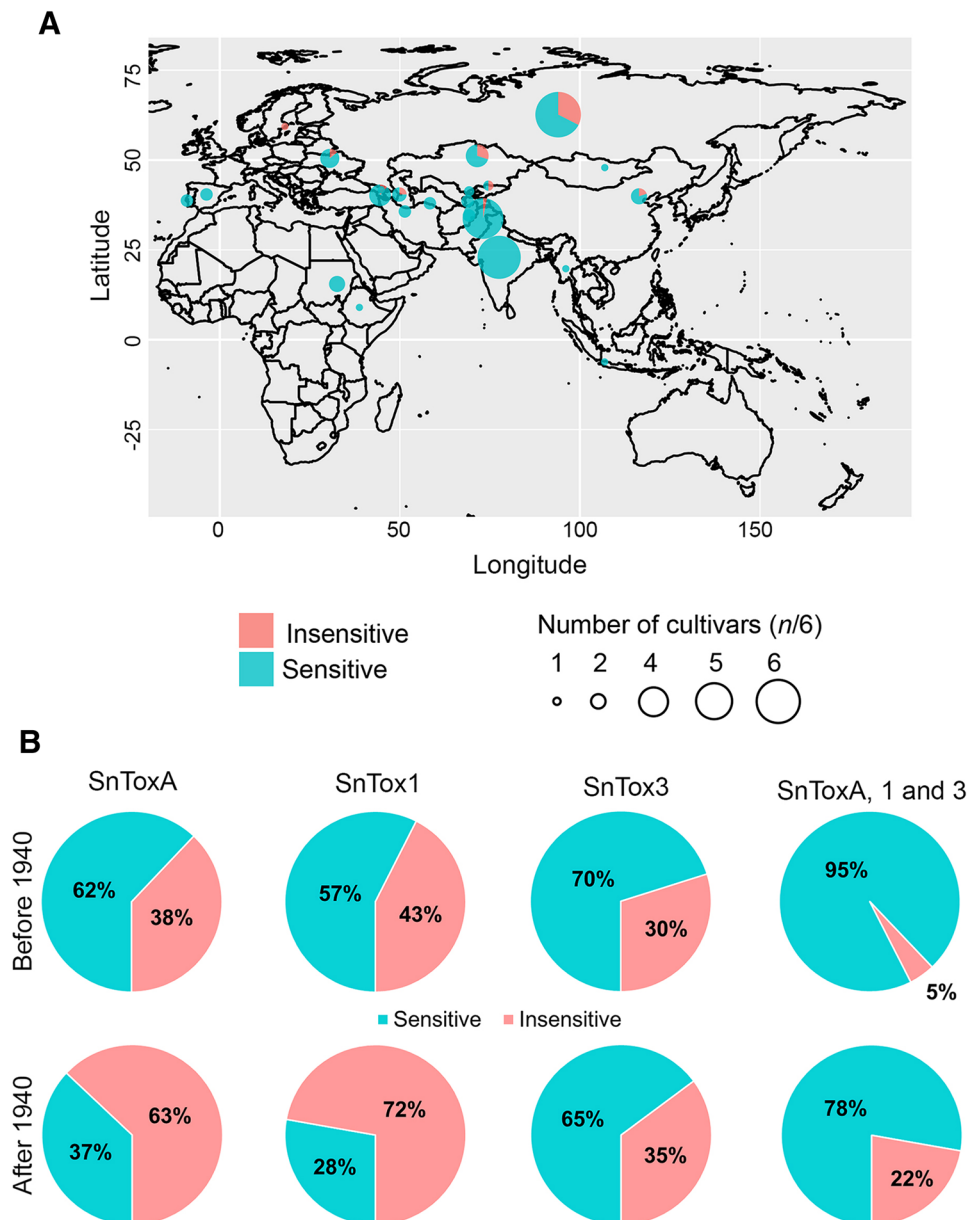 A
75
50
25
0
-25
Latitude
0 50 100 150
Longitude
Insensitive
Sensitive
Number of cultivars (n/6)
1 2 4 5 6
B
SnToxA SnTox1 SnTox3 SnToxA, 1 and 3
Before 1940
62% 38% 57% 43% 70% 30% 95% 5%
Sensitive Insensitive
After 1940
37% 63% 28% 72% 65% 35% 78% 22%